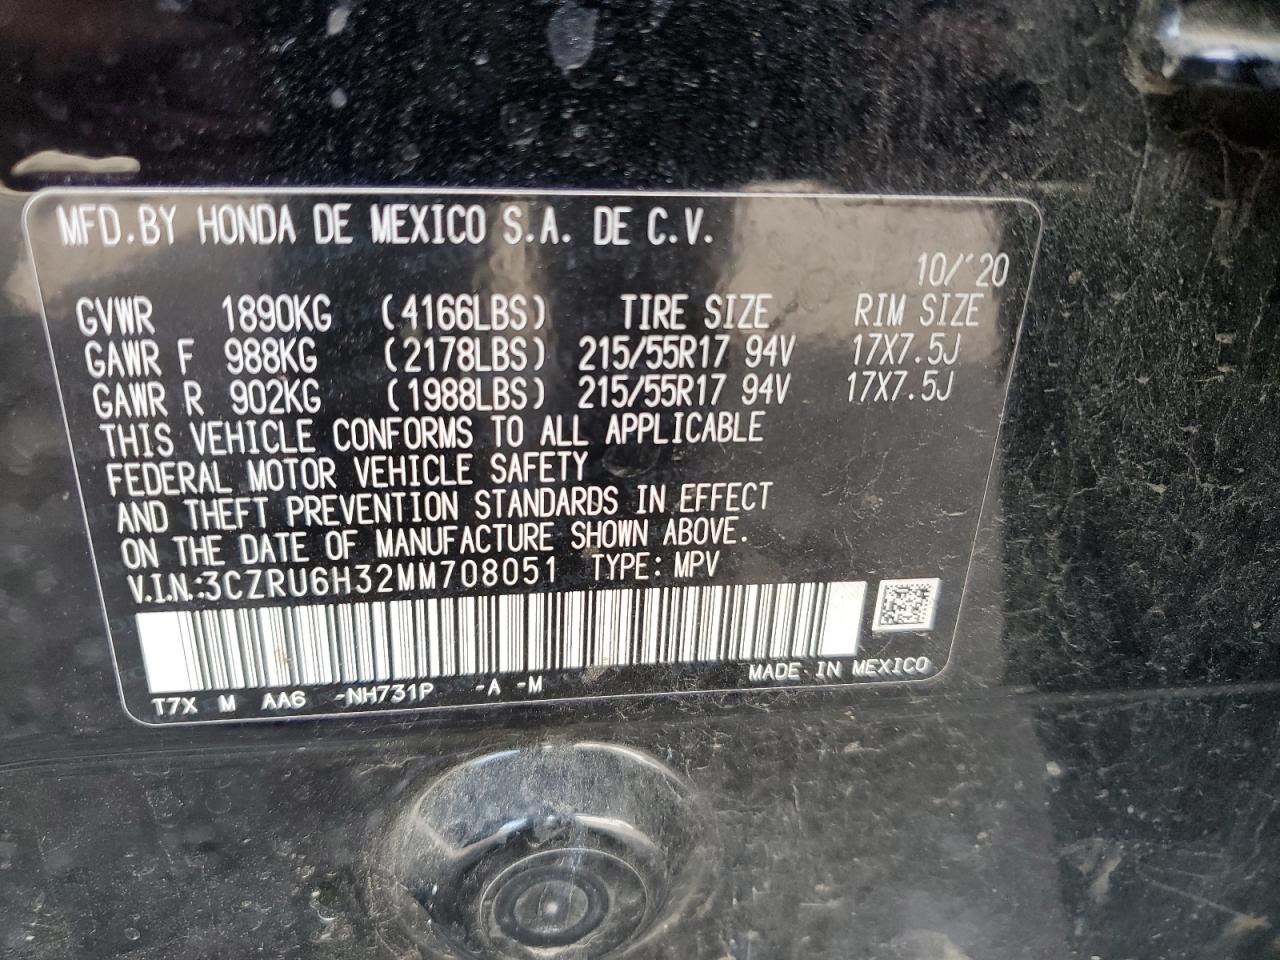 MFD.BY HONDA DE MEXICO S.A. DE C.V.
10/'20
GVWR 1890KG (4166LBS) TIRE SIZE RIM SIZE
GAWR F 988KG (2178LBS) 215/55R17 94V 17X7.5J
GAWR R 902KG (1988LBS) 215/55R17 94V 17X7.5J
THIS VEHICLE CONFORMS TO ALL APPLICABLE
FEDERAL MOTOR VEHICLE SAFETY
AND THEFT PREVENTION STANDARDS IN EFFECT
ON THE DATE OF MANUFACTURE SHOWN ABOVE.
V.I.N.:3CZRU6H32MM708051 TYPE: MPV
MADE IN MEXICO
T7X M AA6 -NH731P -A -M